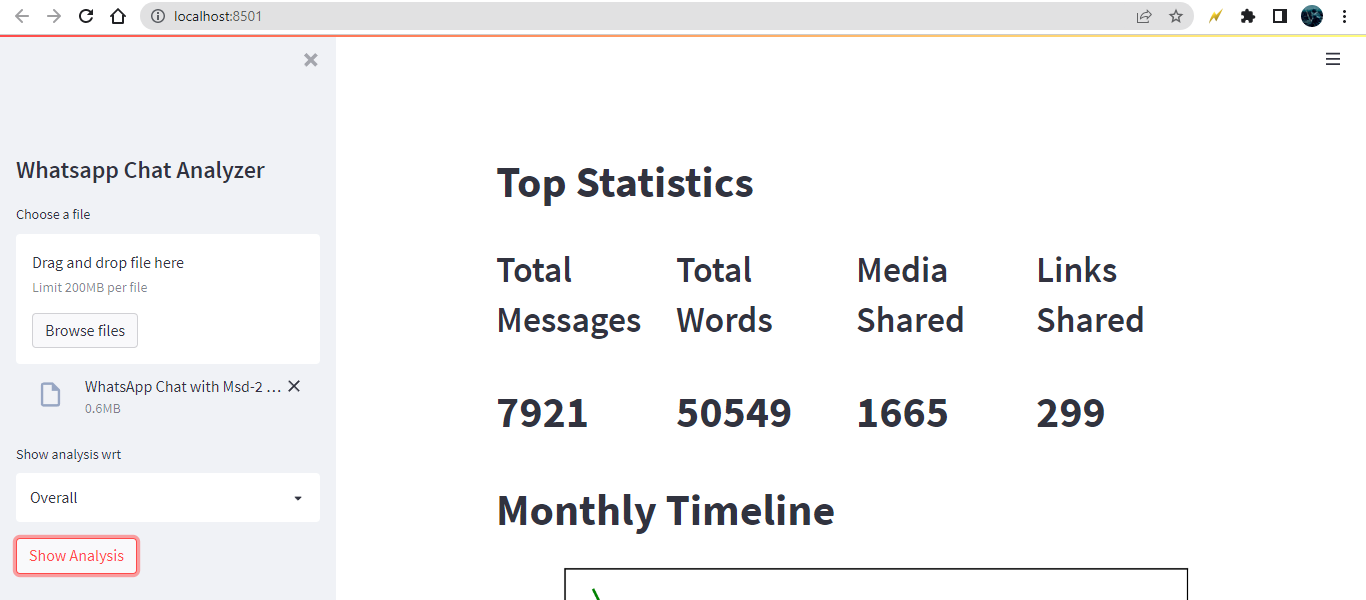 localhost:8501
Whatsapp Chat Analyzer
Choose a file
Drag and drop file here
Limit 200MB per file
Browse files
WhatsApp Chat with Msd-2 ...
0.6MB
Show analysis wrt
Overall
Show Analysis
Top Statistics
Total
Messages
Total
Words
Media
Shared
Links
Shared
7921
50549
1665
299
Monthly Timeline